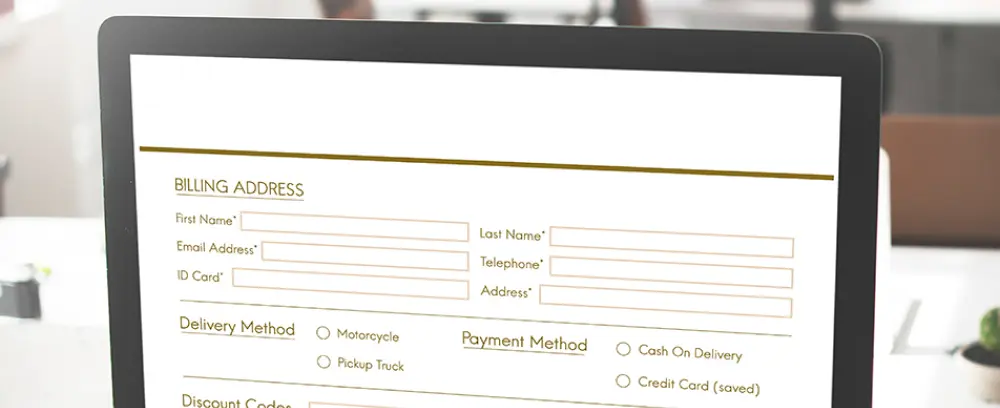 BILLING ADDRESS
First Name*
Last Name*
Email Address*
Telephone*
ID Card*
Address*
Delivery Method
Motorcycle
Pickup Truck
Payment Method
Cash On Delivery
Credit Card (saved)
Discount Codes